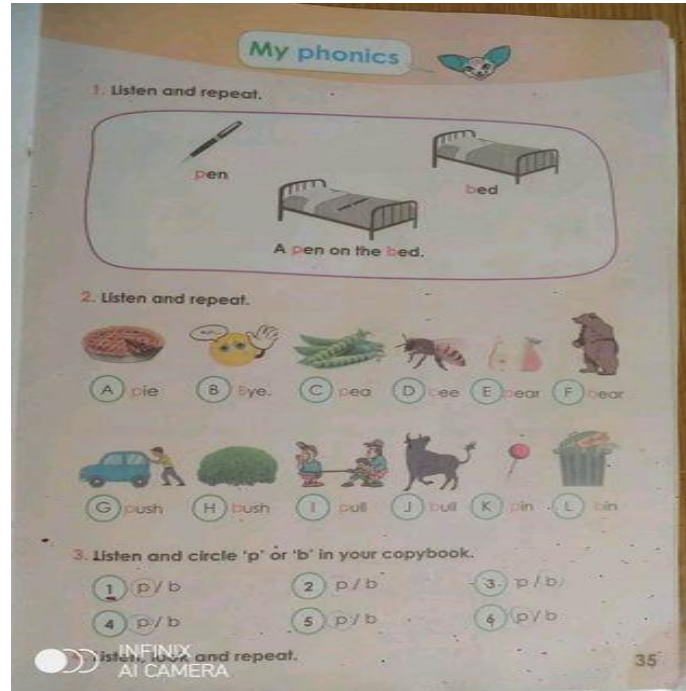 My phonics
1. Listen and repeat.
pen
bed
A pen on the bed.
2. Listen and repeat.
A pie B Bye. C pea D bee E pear F bear
G push H bush I pull J bull K pin L bin
3. Listen and circle 'p' or 'b' in your copybook.
1 p / b 2 p / b 3 p / b
4 p / b 5 p / b 6 p / b
Listen, look and repeat.
35
INFINIX
AI CAMERA